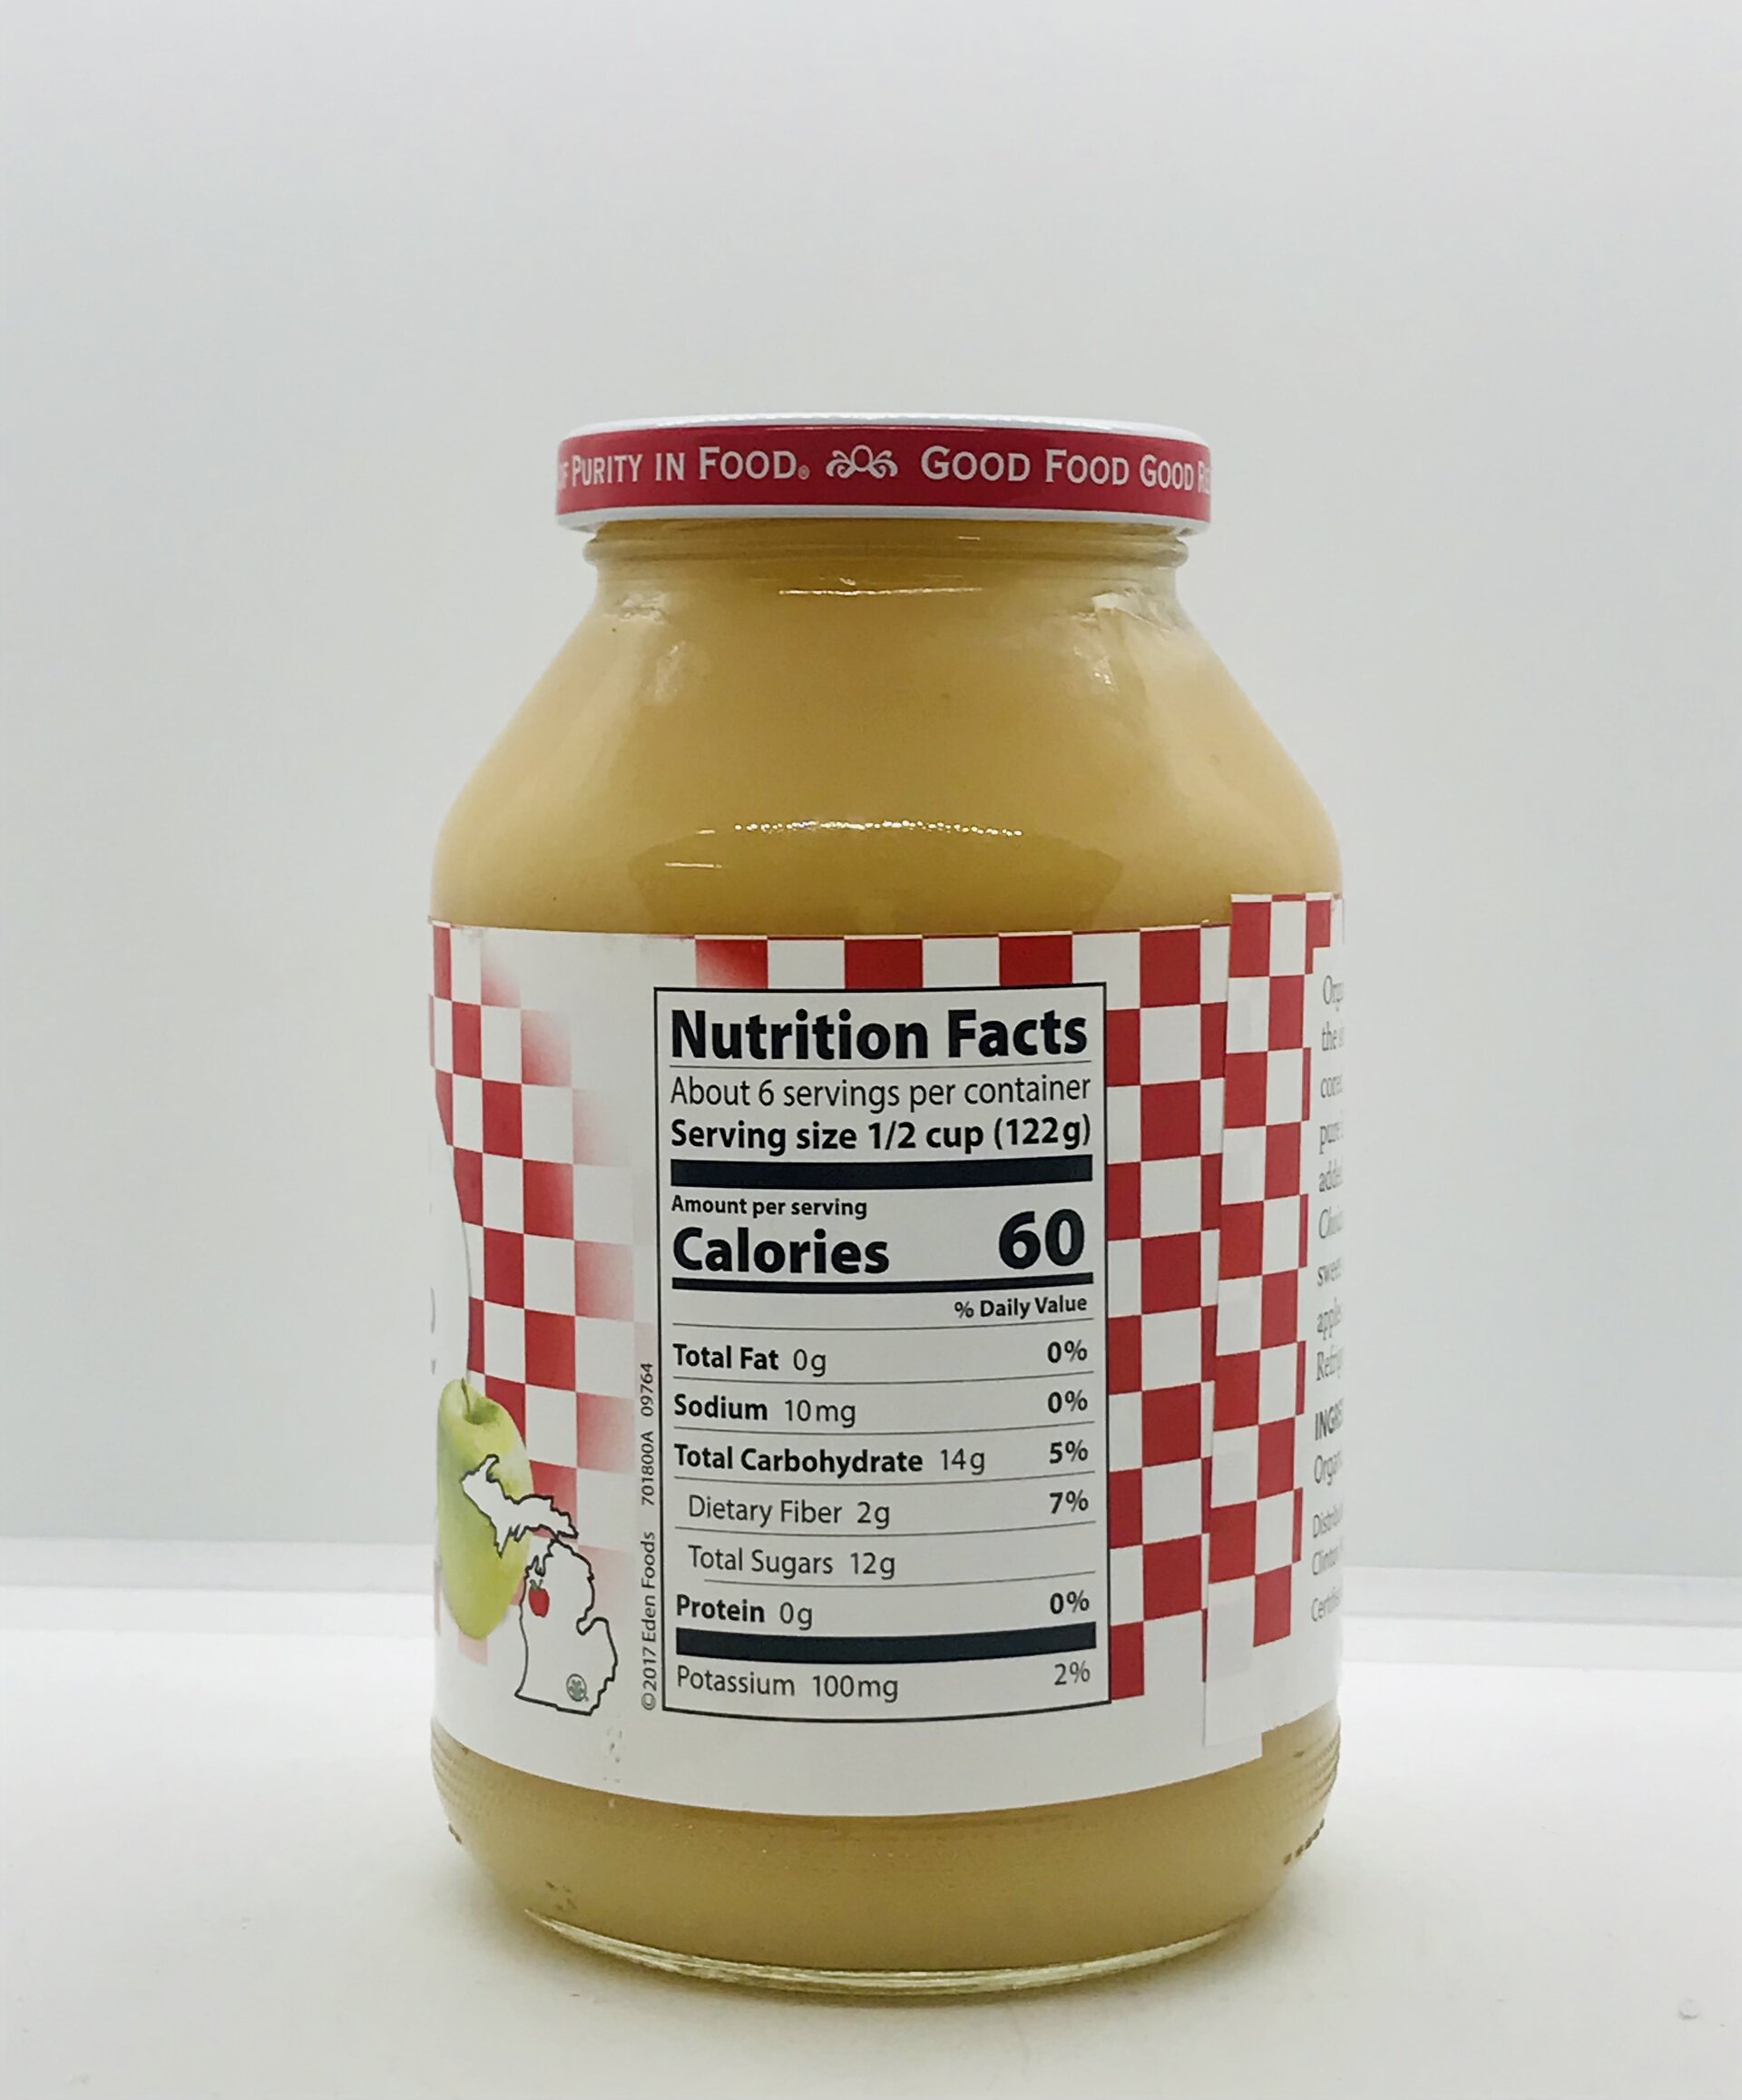 PURITY IN FOOD® GOOD FOOD GOOD
Nutrition Facts
About 6 servings per container
Serving size 1/2 cup (122g)
Amount per serving
Calories 60
% Daily Value
Total Fat 0g 0%
Sodium 10mg 0%
Total Carbohydrate 14g 5%
Dietary Fiber 2g 7%
Total Sugars 12g
Protein 0g 0%
Potassium 100mg 2%
©2017 Eden Foods 701800A 09764
the